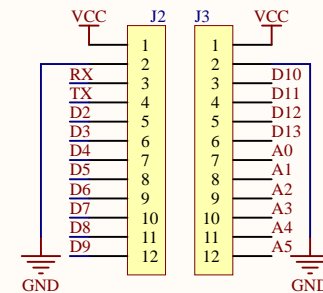 VCC J2 J3 VCC
1 1
2 2
RX 3 3 D10
TX 4 4 D11
D2 5 5 D12
D3 6 6 D13
D4 7 7 A0
D5 8 8 A1
D6 9 9 A2
D7 10 10 A3
D8 11 11 A4
D9 12 12 A5
GND GND